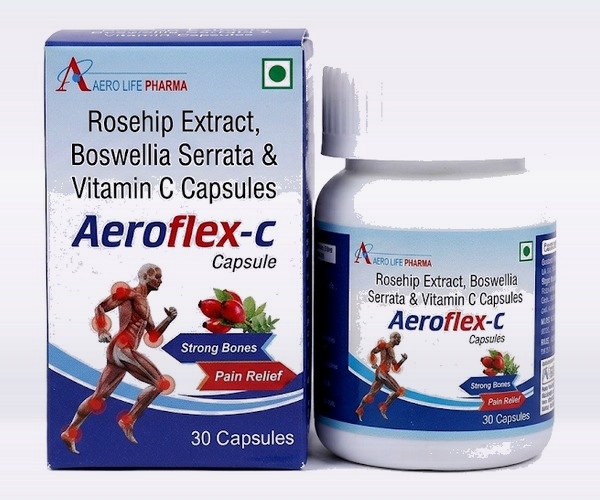 AERO LIFE PHARMA
Rosehip Extract,
Boswellia Serrata &
Vitamin C Capsules
Aeroflex-C
Capsule
Strong Bones
Pain Relief
30 Capsules
AERO LIFE PHARMA
Rosehip Extract, Boswellia
Serrata & Vitamin C Capsules
Aeroflex-C
Capsules
Strong Bones
Pain Relief
30 Capsules